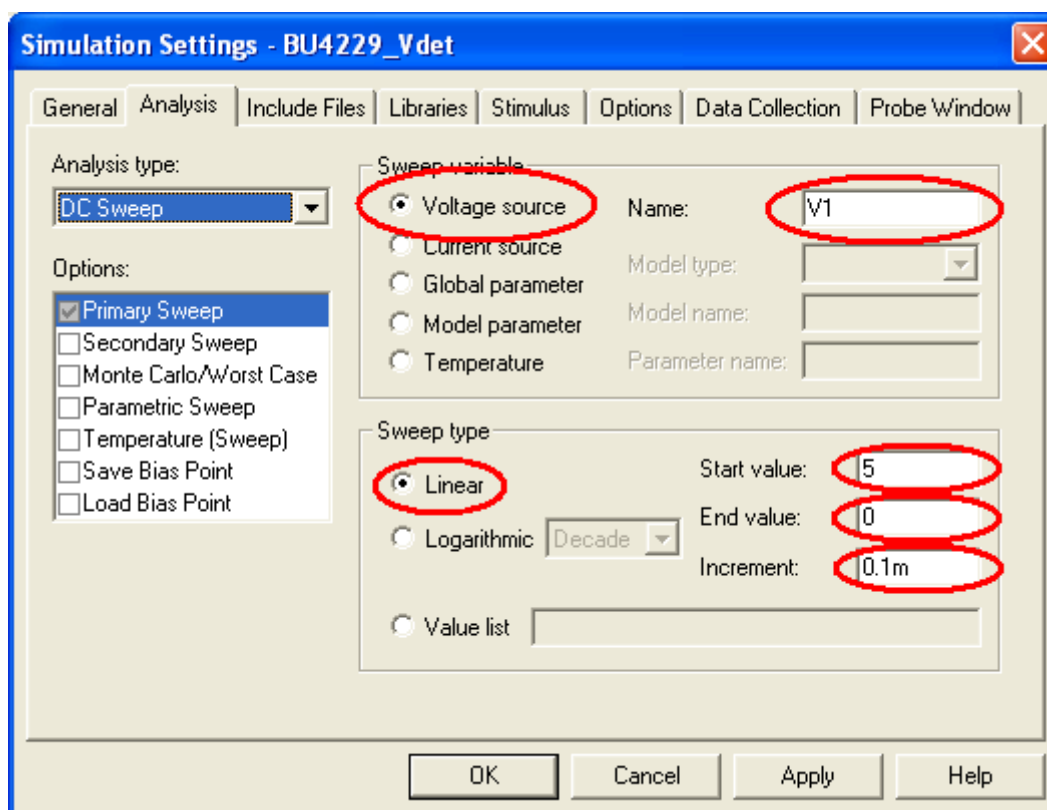 Simulation Settings - BU4229_Vdet
General Analysis Include Files Libraries Stimulus Options Data Collection Probe Window
Analysis type:
DC Sweep
Options:
Primary Sweep
Secondary Sweep
Monte Carlo/Worst Case
Parametric Sweep
Temperature (Sweep)
Save Bias Point
Load Bias Point
Sweep variable
Voltage source
Current source
Global parameter
Model parameter
Temperature
Name: V1
Model type:
Model name:
Parameter name:
Sweep type
Linear
Logarithmic Decade
Value list
Start value: 5
End value: 0
Increment: 0.1m
OK Cancel Apply Help